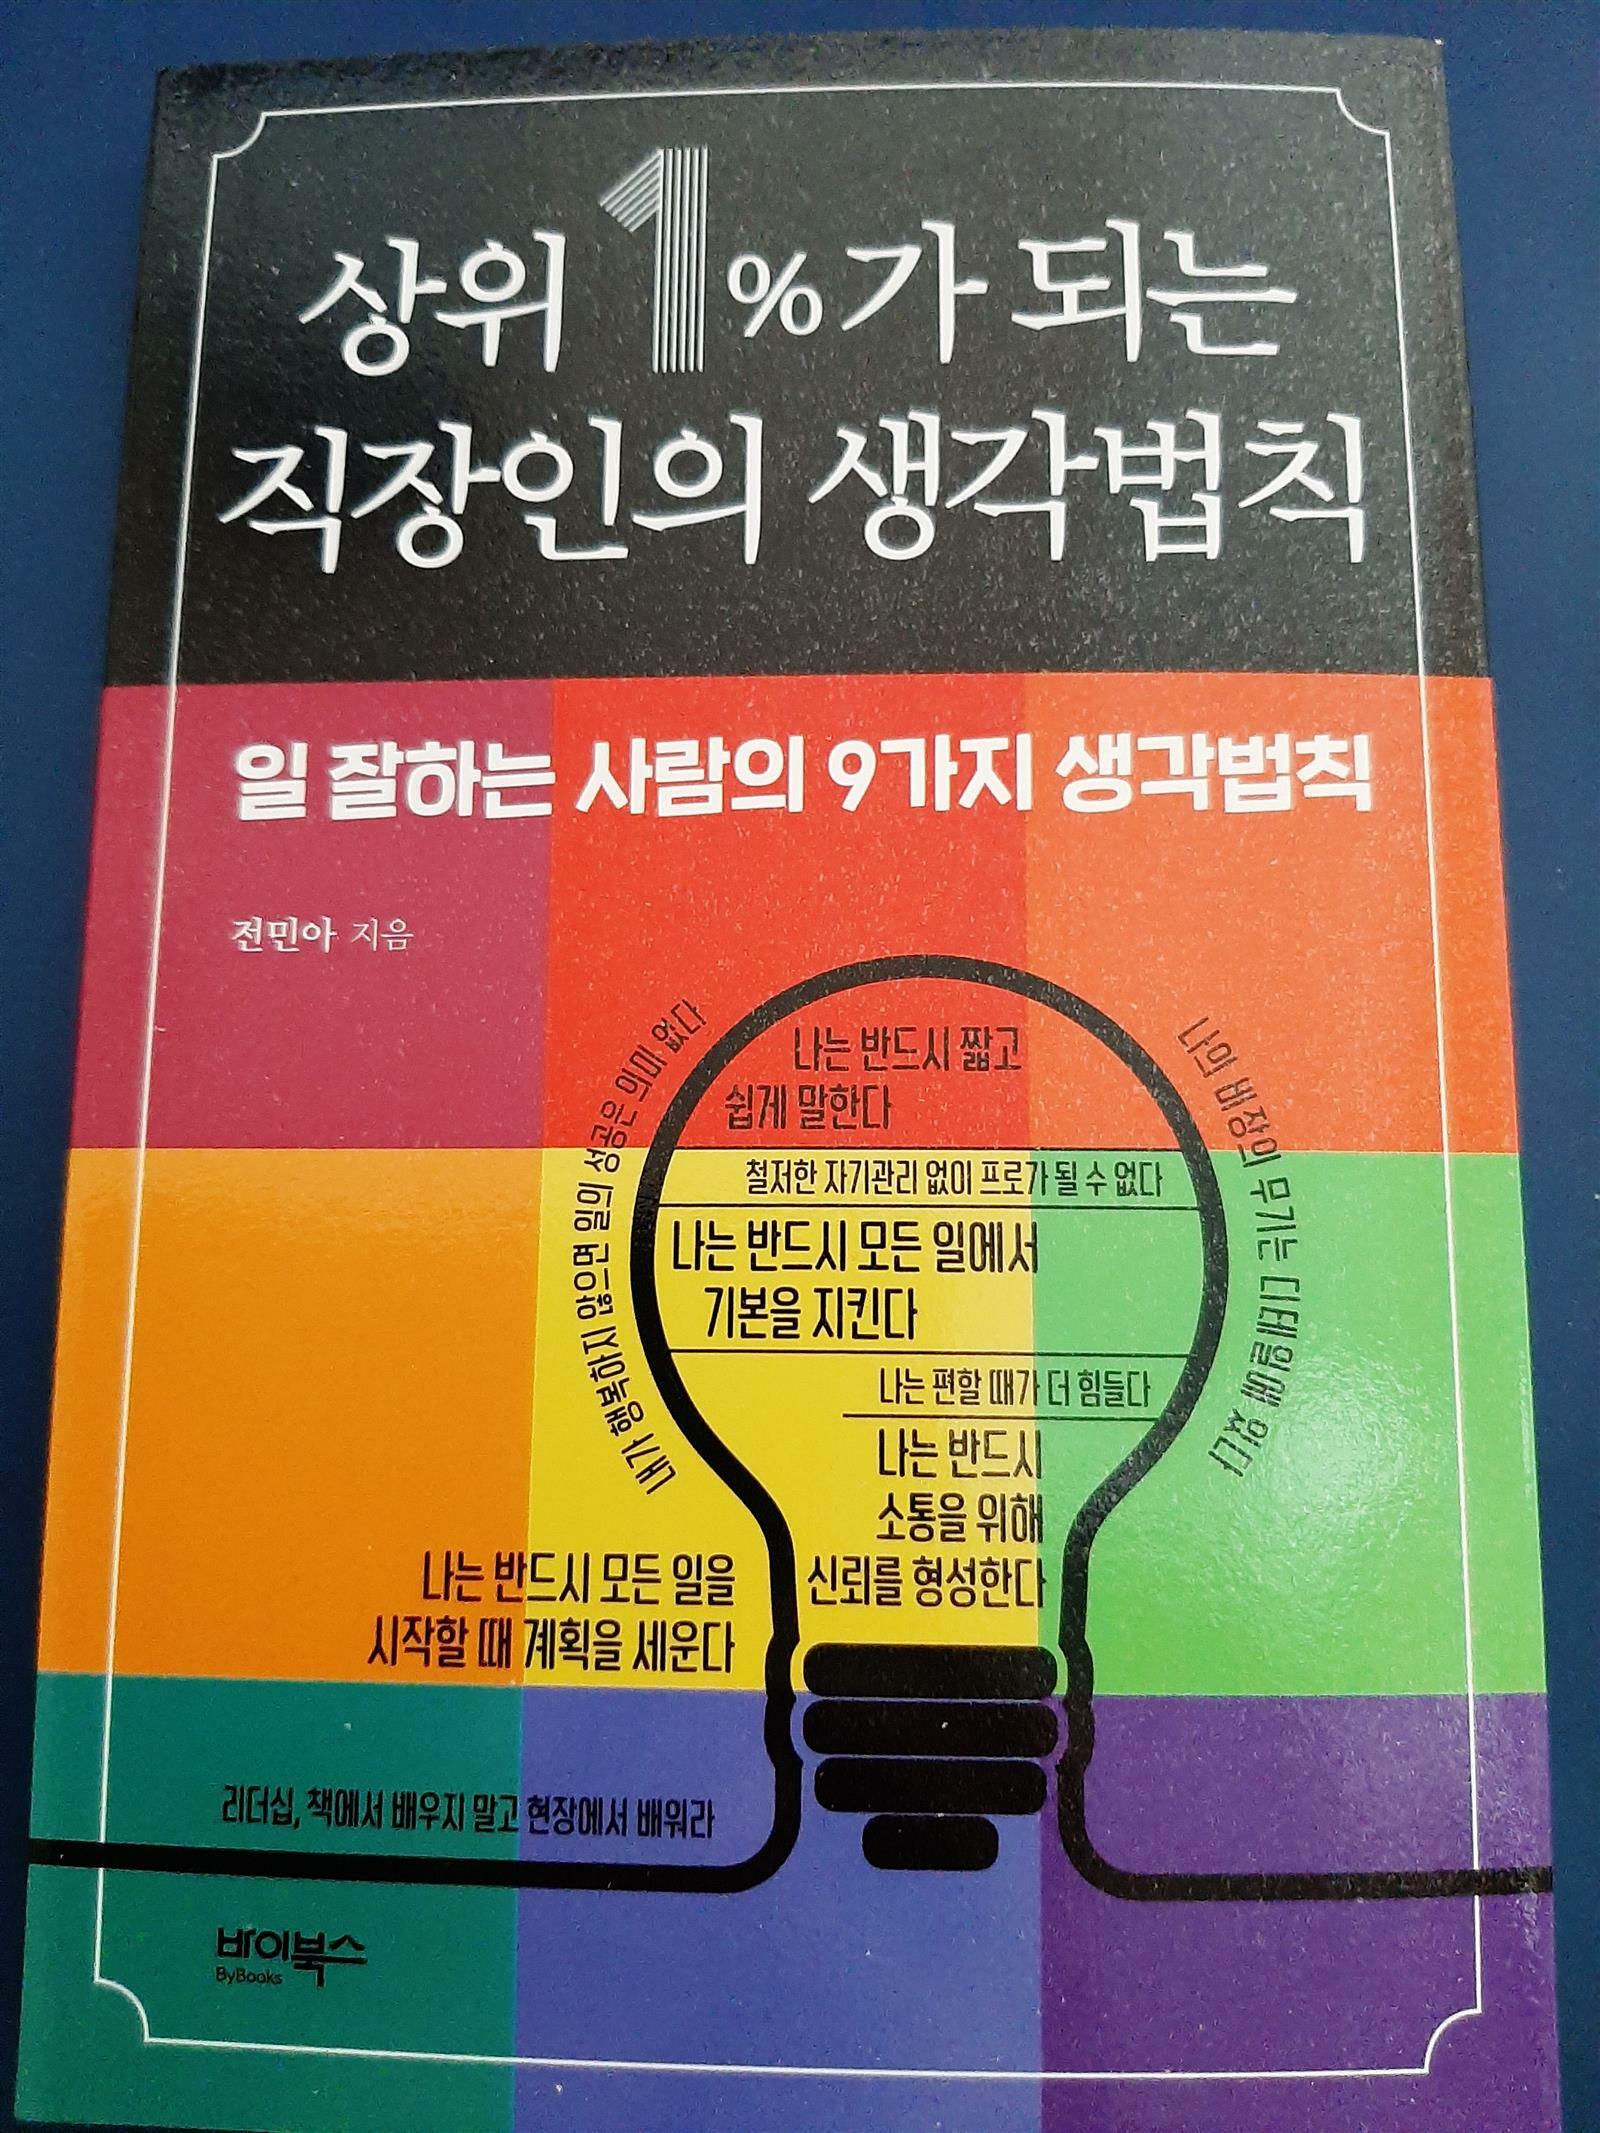 상위 1%가 되는
직장인의 생각법칙
일 잘하는 사람의 9가지 생각법칙
전민아 지음
내가 행복하지 않으면 일의 성공은 의미 없다
나는 반드시 짧고
쉽게 말한다
나의 비장의 무기는 디테일에 있다
철저한 자기관리 없이 프로가 될 수 없다
나는 반드시 모든 일에서
기본을 지킨다
나는 편할 때가 더 힘들다
나는 반드시
소통을 위해
신뢰를 형성한다
나는 반드시 모든 일을
시작할 때 계획을 세운다
리더십, 책에서 배우지 말고 현장에서 배워라
바이북스
ByBooks